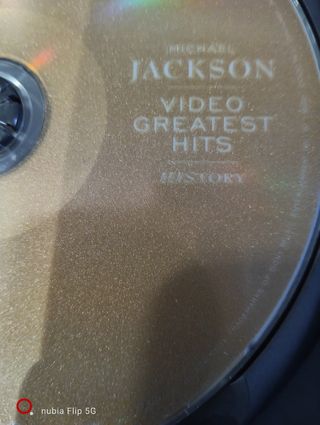 MICHAEL
JACKSON
VIDEO
GREATEST
HITS
HISTORY
nubia Flip 5G